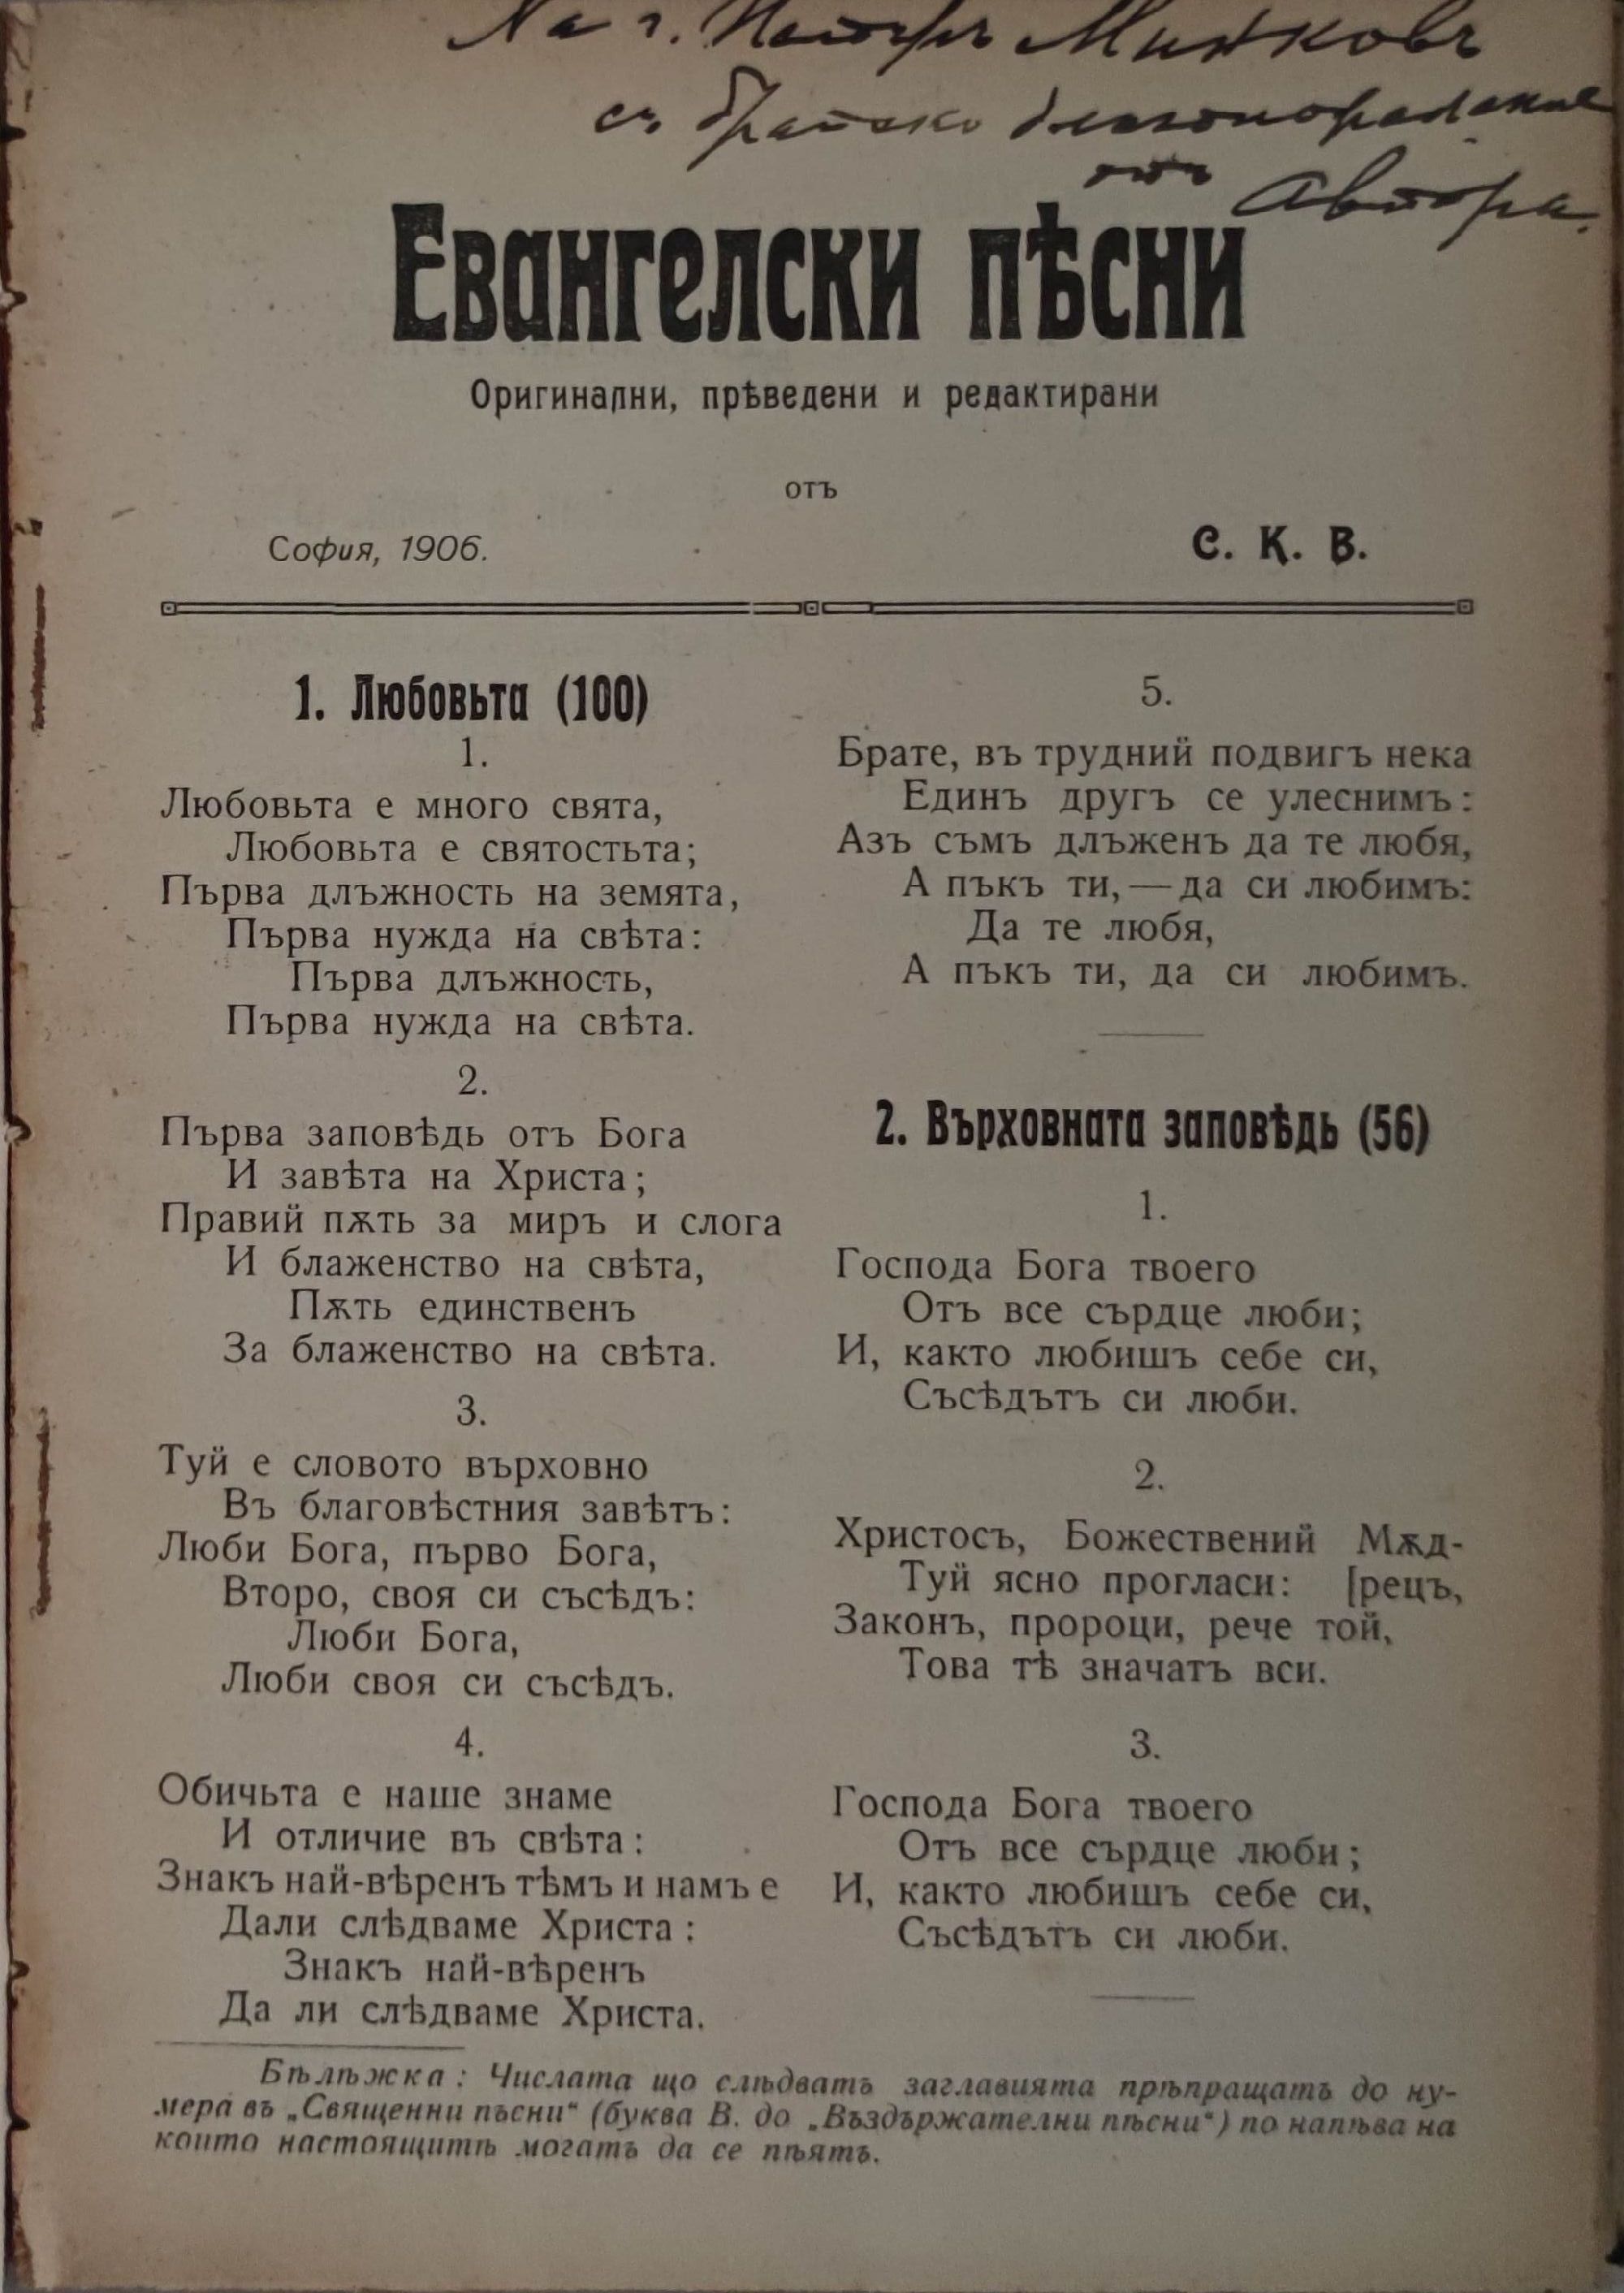 На г. Петъръ Минковъ
съ братско благопожелание
отъ Автора.
Евангелски пѣсни
Оригинални, прѣведени и редактирани
отъ
София, 1906.
С. К. В.
1. Любовьта (100)
1.
Любовьта е много свята,
Любовьта е святостьта;
Първа длъжность на земята,
Първа нужда на свѣта:
Първа длъжность,
Първа нужда на свѣта.
2.
Първа заповѣдь отъ Бога
И завѣта на Христа;
Правий пѫть за миръ и слога
И блаженство на свѣта,
Пѫть единственъ
За блаженство на свѣта.
3.
Туй е словото върховно
Въ благовѣстния завѣтъ:
Люби Бога, първо Бога,
Второ, своя си съсѣдъ:
Люби Бога,
Люби своя си съсѣдъ.
4.
Обичьта е наше знаме
И отличие въ свѣта:
Знакъ най-вѣренъ тѣмъ и намъ е
Дали слѣдваме Христа:
Знакъ най-вѣренъ
Да ли слѣдваме Христа.
5.
Брате, въ трудний подвигъ нека
Единъ другъ се улеснимъ:
Азъ съмъ длъженъ да те любя,
А пъкъ ти, — да си любимъ:
Да те любя,
А пъкъ ти, да си любимъ.
2. Върховната заповѣдь (56)
1.
Господа Бога твоего
Отъ все сърдце люби;
И, както любишъ себе си,
Съсѣдътъ си люби.
2.
Христосъ, Божествений Мѫд-
Туй ясно прогласи: [рецъ,
Законъ, пророци, рече той,
Това тѣ значатъ вси.
3.
Господа Бога твоего
Отъ все сърдце люби;
И, както любишъ себе си,
Съсѣдътъ си люби.
Бѣлѣжка: Числата що слѣдватъ заглавията прѣпращатъ до ну-
мера въ „Священни пѣсни“ (буква В. до „Въздържателни пѣсни“) по напѣва на
които настоящитѣ могатъ да се пѣятъ.